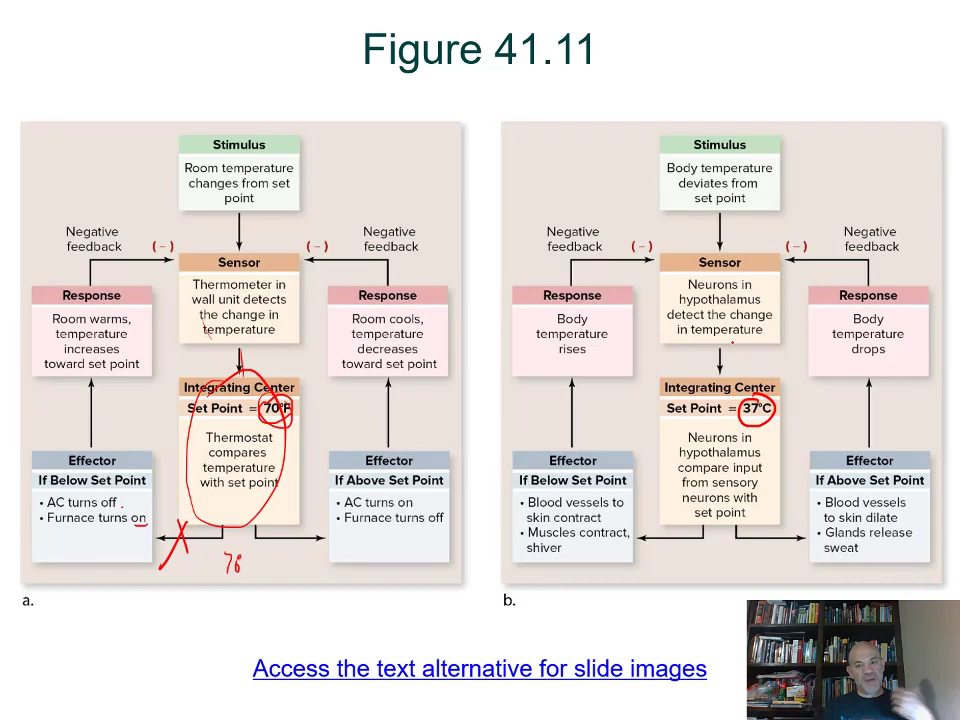 Figure 41.11
Stimulus
Room temperature
changes from set
point
Negative
feedback
(−)
(−)
Negative
feedback
Sensor
Thermometer in
wall unit detects
the change in
temperature
Response
Room warms,
temperature
increases
toward set point
Response
Room cools,
temperature
decreases
toward set point
Integrating Center
Set Point = 70°F
Thermostat
compares
temperature
with set point
Effector
If Below Set Point
• AC turns off
• Furnace turns on
Effector
If Above Set Point
• AC turns on
• Furnace turns off
78
a.
Stimulus
Body temperature
deviates from
set point
Negative
feedback
(−)
(−)
Negative
feedback
Sensor
Neurons in
hypothalamus
detect the change
in temperature
Response
Body
temperature
rises
Response
Body
temperature
drops
Integrating Center
Set Point = 37°C
Neurons in
hypothalamus
compare input
from sensory
neurons with
set point
Effector
If Below Set Point
• Blood vessels to
skin contract
• Muscles contract,
shiver
Effector
If Above Set Point
• Blood vessels
to skin dilate
• Glands release
sweat
b.
Access the text alternative for slide images